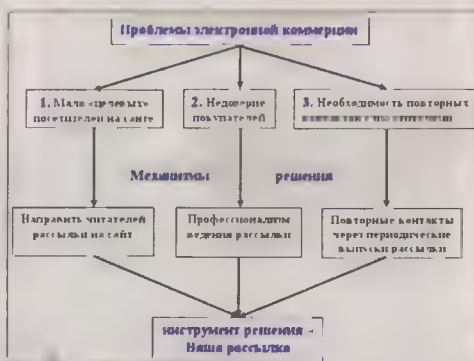 Проблемы электронной коммерции
1. Мало «целевых»
посетителей на сайте
2. Недоверие
покупателей
3. Необходимость повторных
Механизмы решения
Направить читателей
рассылки на сайт
Профессионализм
ведения рассылки
Повторные контакты
через периодические
выпуски рассылки
инструмент решения -
Ваша рассылка